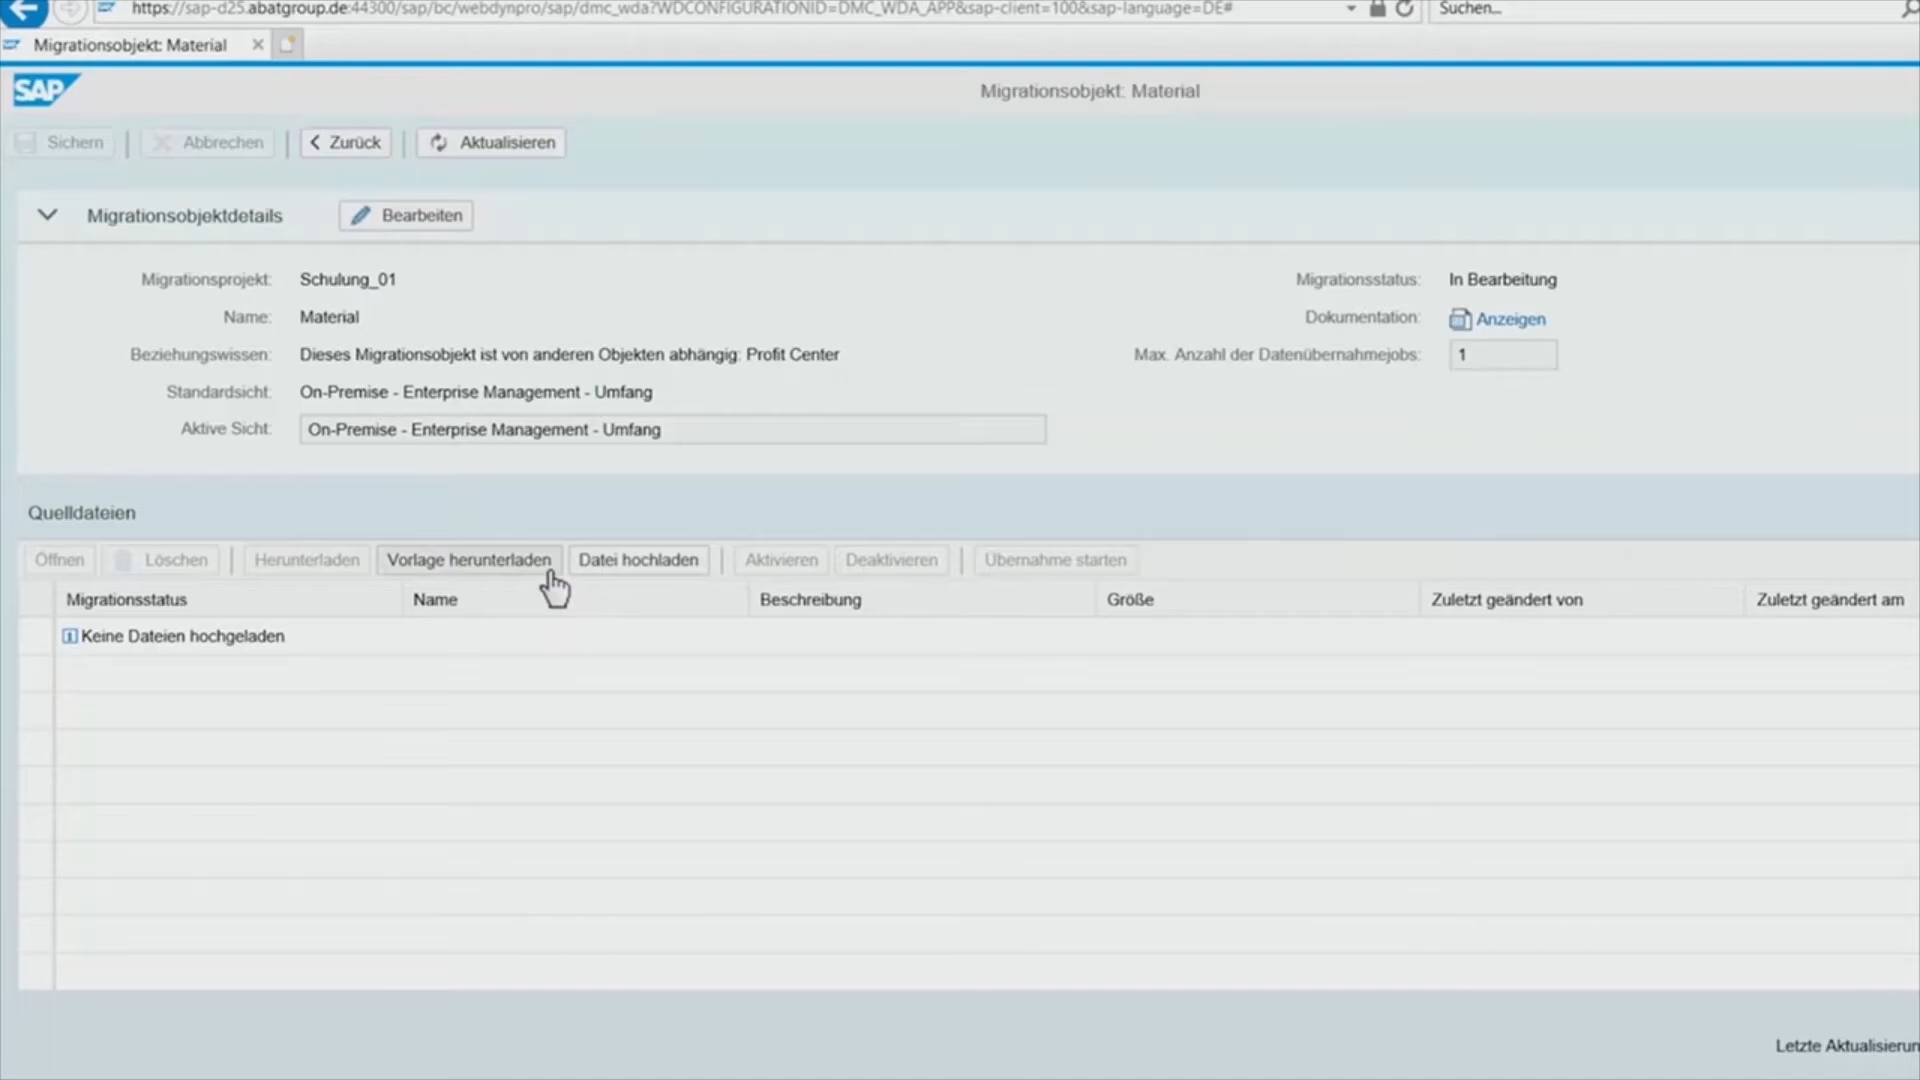 https://sap-d25.abatgroup.de:44300/sap/bc/webdynpro/sap/dmc_wda?WDCONFIGURATIONID=DMC_WDA_APP&sap-client=100&sap-language=DE# Suchen...
Migrationsobjekt: Material
SAP Migrationsobjekt: Material
Sichern Abbrechen Zurück Aktualisieren
Migrationsobjektdetails Bearbeiten
Migrationsprojekt: Schulung_01 Migrationsstatus: In Bearbeitung
Name: Material Dokumentation: Anzeigen
Beziehungswissen: Dieses Migrationsobjekt ist von anderen Objekten abhängig: Profit Center Max. Anzahl der Datenübernahmejobs: 1
Standardsicht: On-Premise - Enterprise Management - Umfang
Aktive Sicht: On-Premise - Enterprise Management - Umfang
Quelldateien
Öffnen Löschen Herunterladen Vorlage herunterladen Datei hochladen Aktivieren Deaktivieren Übernahme starten
Migrationsstatus Name Beschreibung Größe Zuletzt geändert von Zuletzt geändert am
Keine Dateien hochgeladen
Letzte Aktualisierun